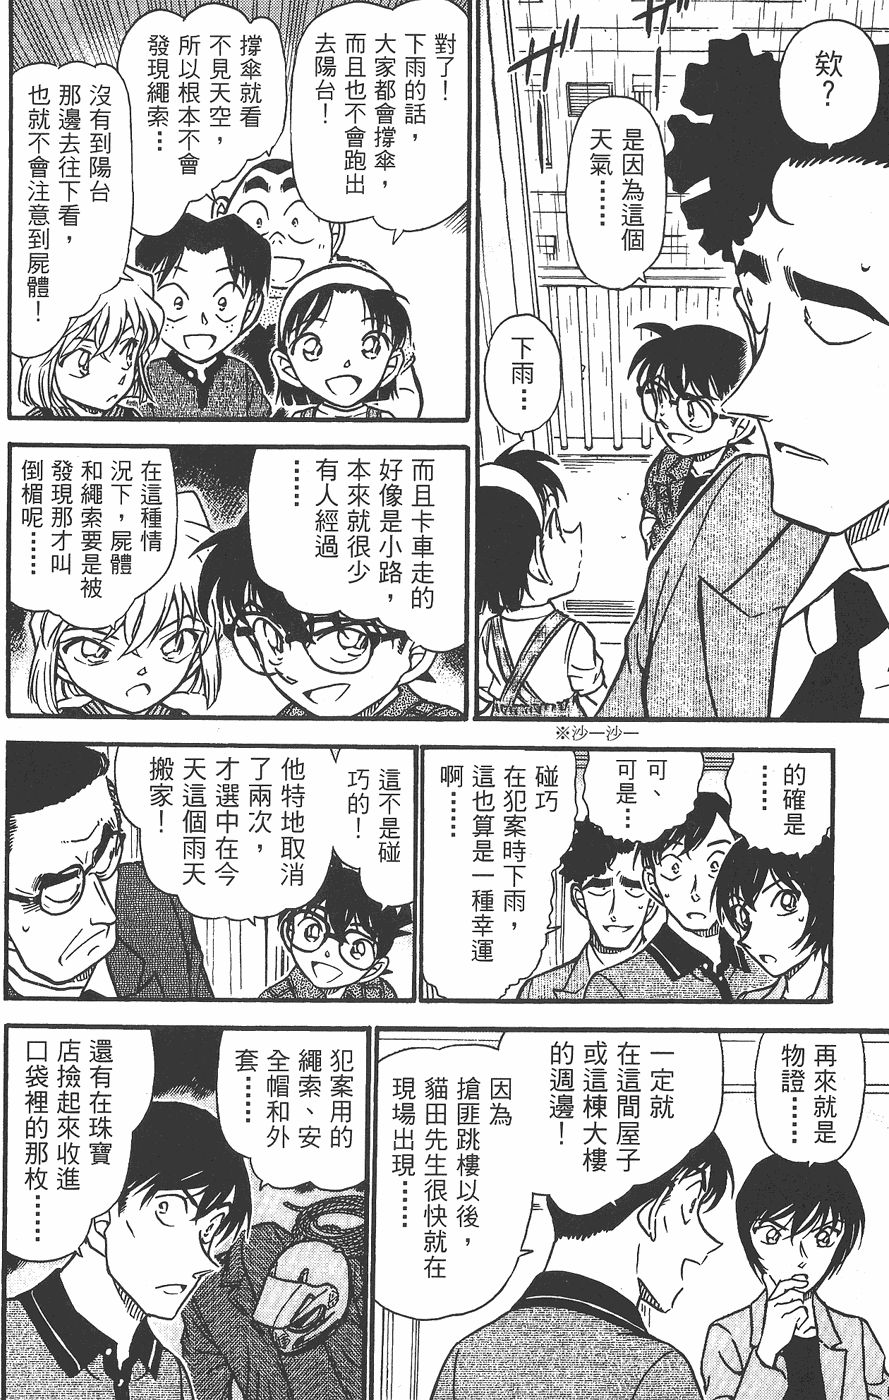 欸？
是因為這個
天氣……
下雨…
※沙—沙—
對了！
下雨的話，
大家都會撐傘，
而且也不會跑出
去陽台！
撐傘就看
不見天空，
所以根本不會
發現繩索…
沒有到陽台
那邊去往下看，
也就不會注意到屍體！
而且卡車走的
好像是小路，
本來就很少
有人經過
……
在這種情
況下，屍體
和繩索要是被
發現那才叫
倒楣呢……
的確是
…
可、
可是…
碰巧
在犯案時下雨，
這也算是一種幸運
啊……
這不是碰
巧的！
他特地取消
了兩次，
才選中在今
天這個雨天
搬家！
再來就是
物證……
一定就
在這間屋子
或這棟大樓
的週邊！
因為
搶匪跳樓以後，
貓田先生很快就在
現場出現……
犯案用的
繩索、安
全帽和外
套……
還有在珠寶
店撿起來收進
口袋裡的那枚……